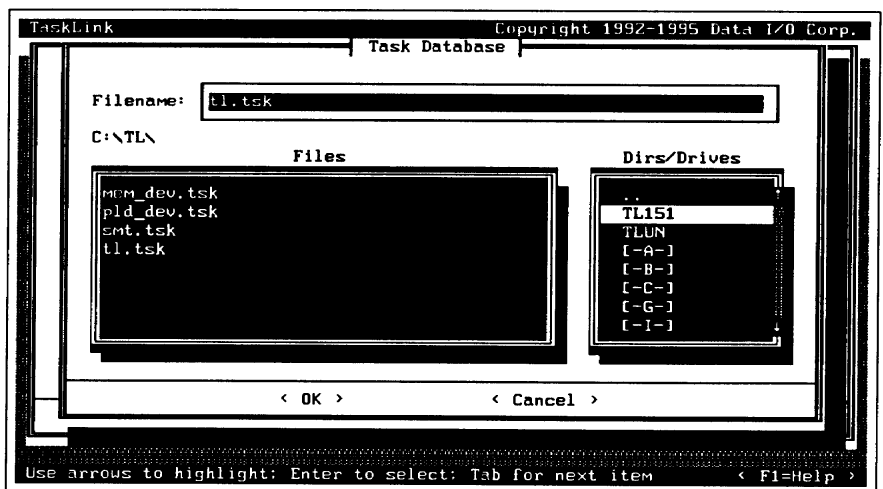 TaskLink Copyright 1992-1995 Data I/O Corp.
Task Database
Filename: tl.tsk
C:\TL\
Files Dirs/Drives
mem_dev.tsk
pld_dev.tsk
smt.tsk
tl.tsk
..
TL151
TLUN
[-A-]
[-B-]
[-C-]
[-G-]
[-I-]
< OK > < Cancel >
Use arrows to highlight; Enter to select; Tab for next item < F1=Help >